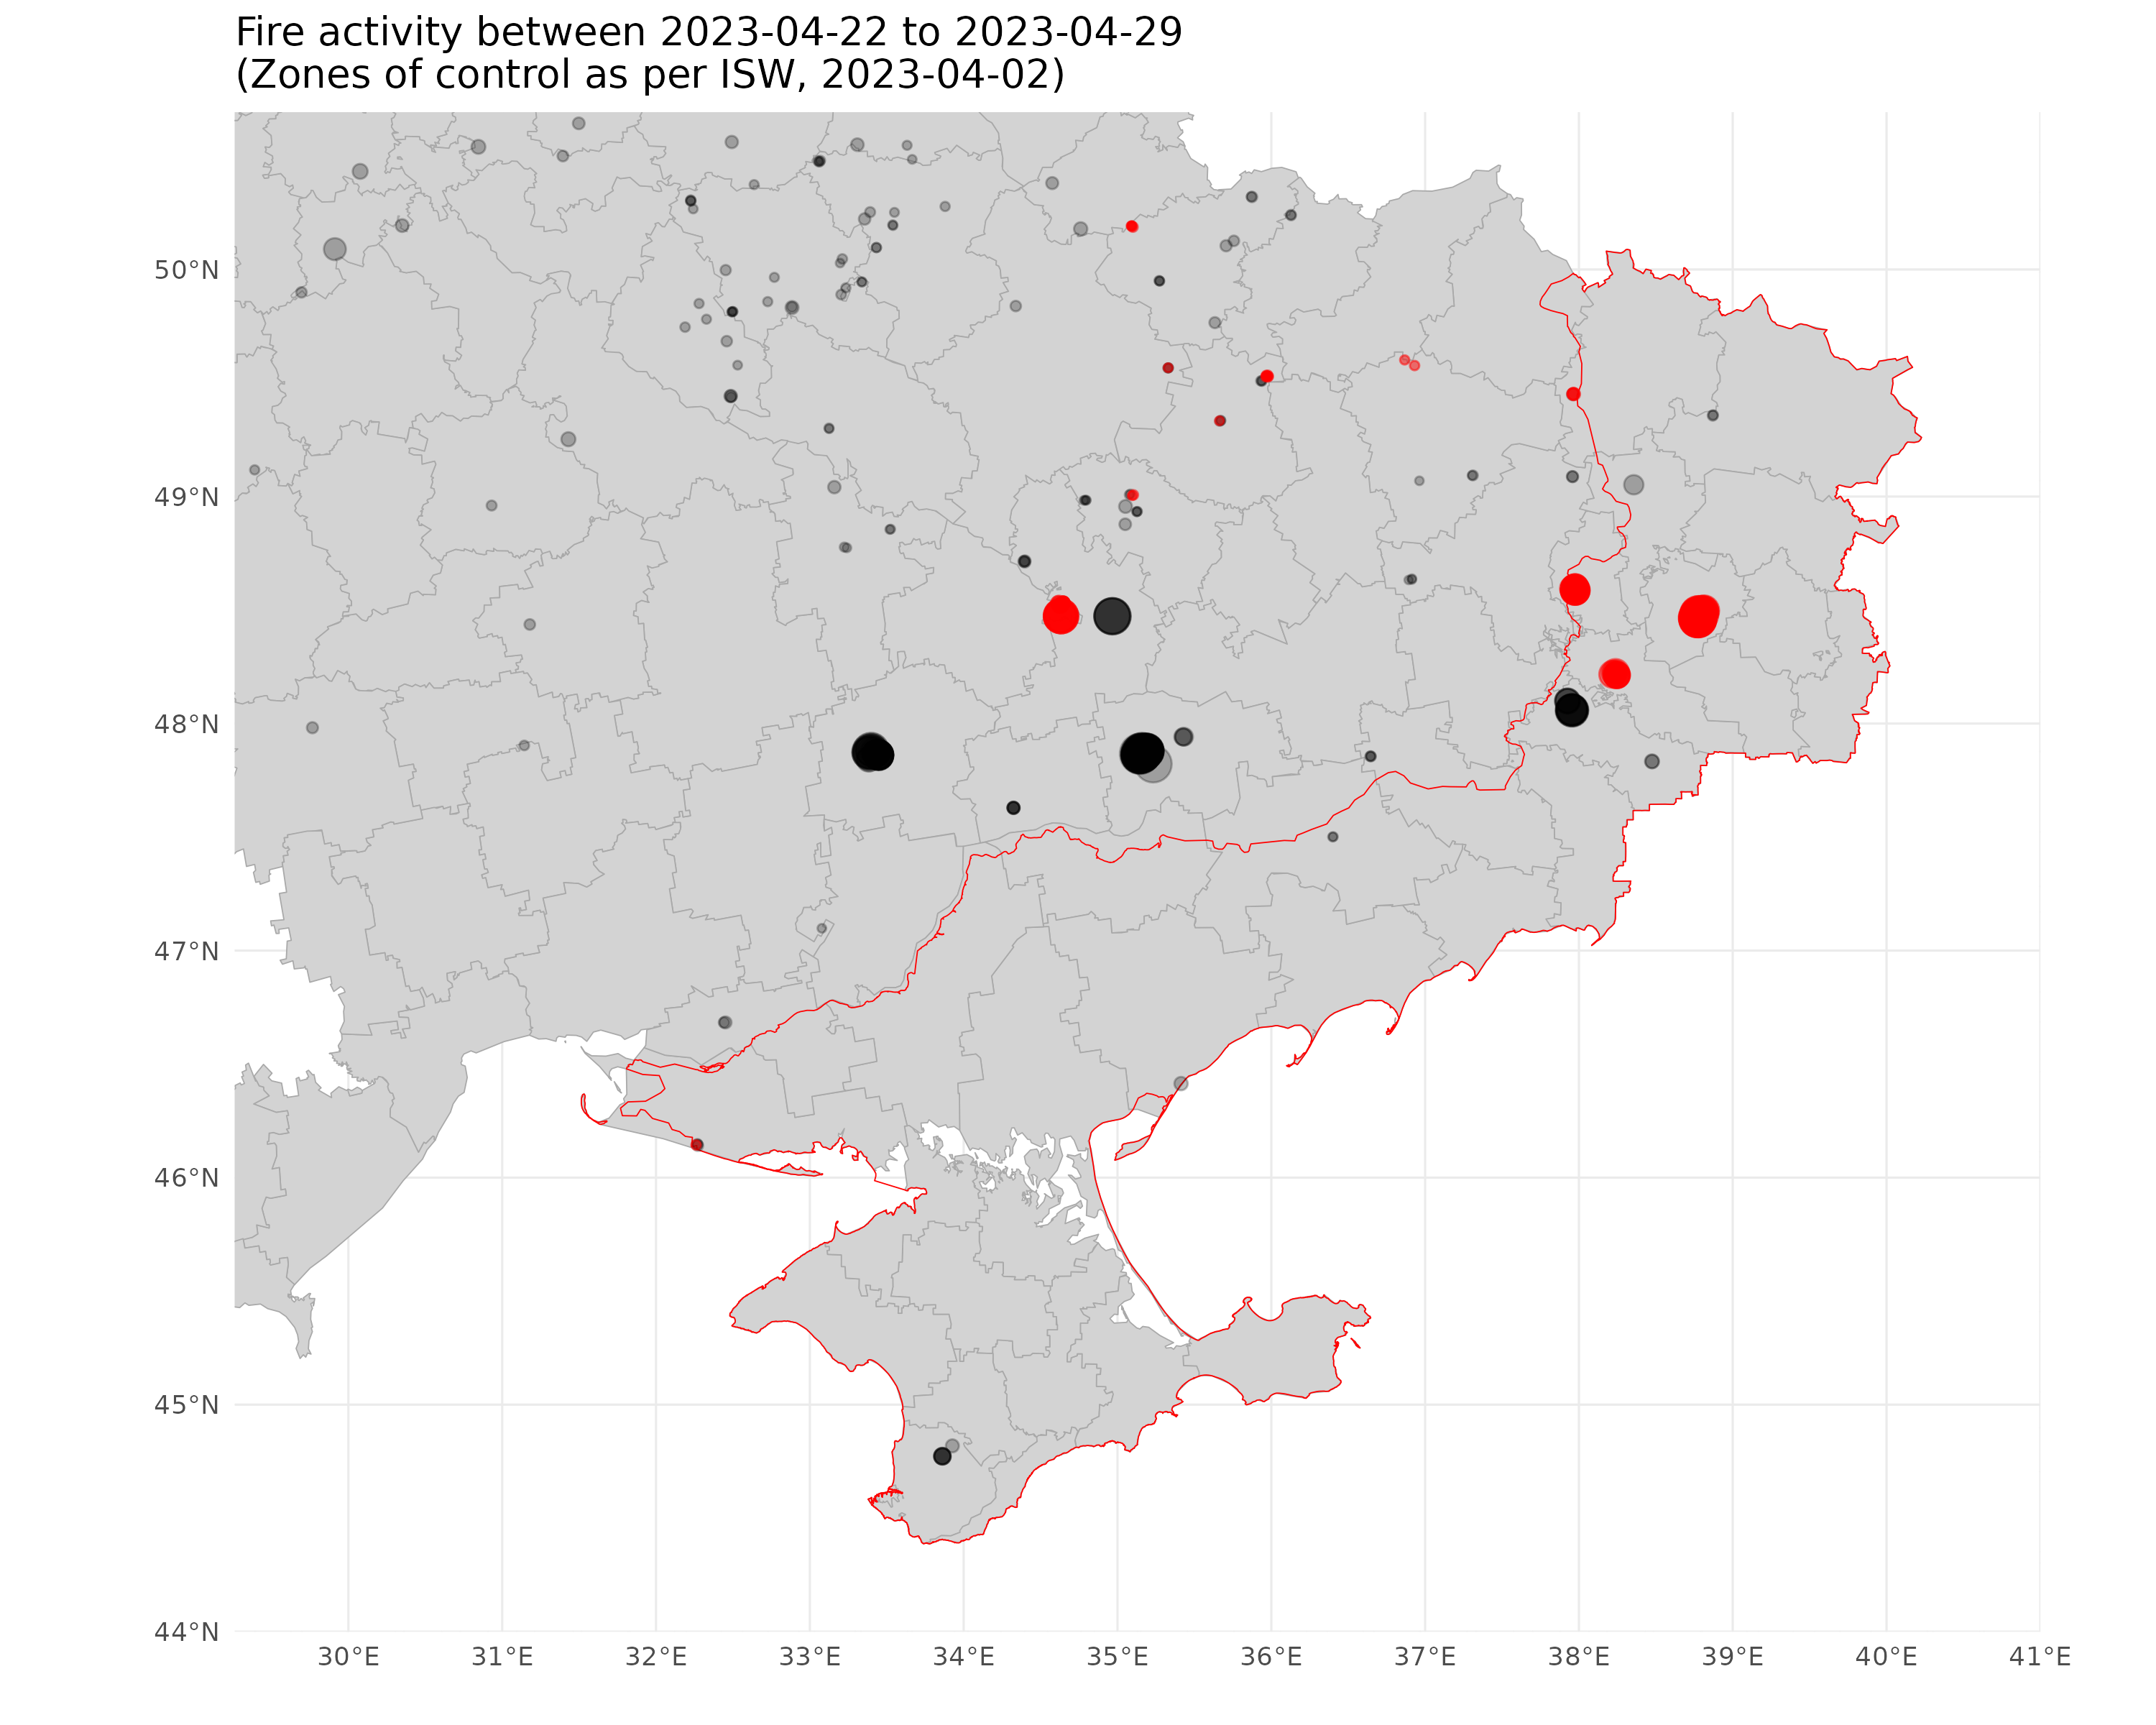 Fire activity between 2023-04-22 to 2023-04-29
(Zones of control as per ISW, 2023-04-02)
50°N
49°N
48°N
47°N
46°N
45°N
44°N
30°E 31°E 32°E 33°E 34°E 35°E 36°E 37°E 38°E 39°E 40°E 41°E